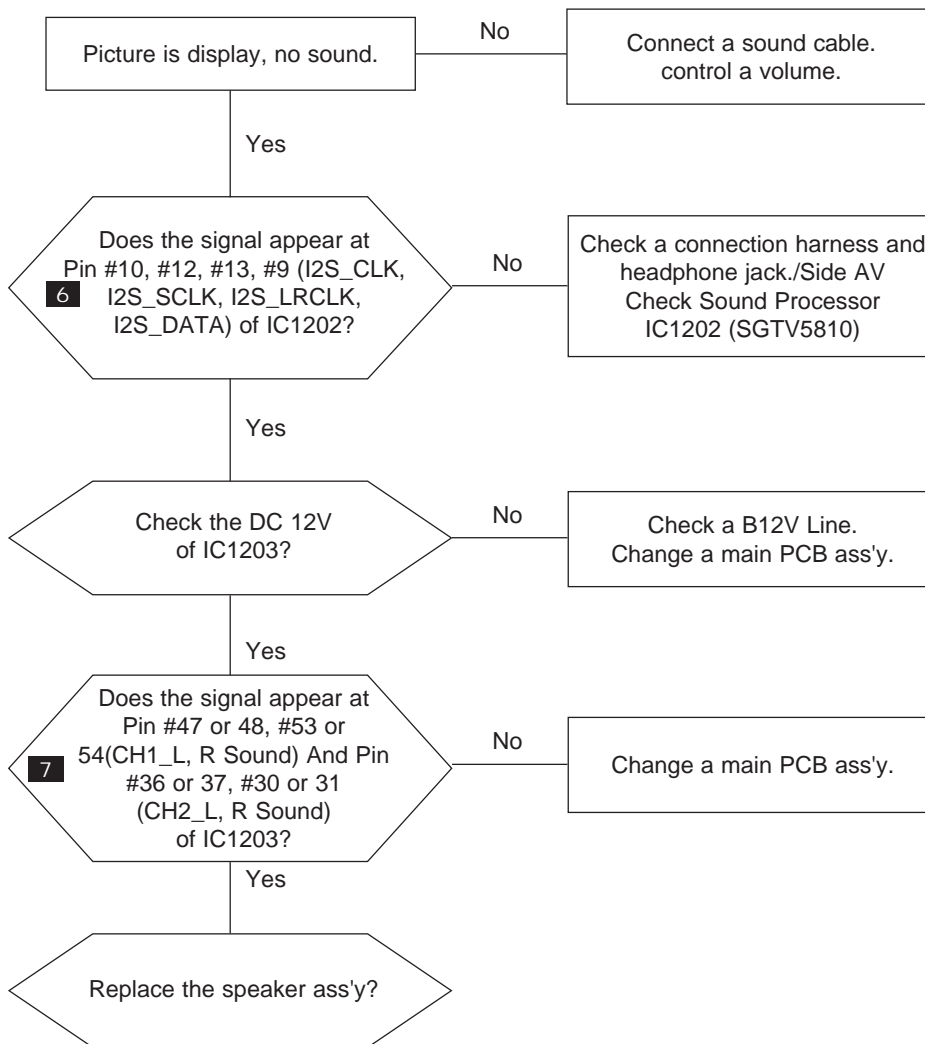 Picture is display, no sound.
No
Connect a sound cable.
control a volume.
Yes
Does the signal appear at
Pin #10, #12, #13, #9 (I2S_CLK,
6 I2S_SCLK, I2S_LRCLK,
I2S_DATA) of IC1202?
No
Check a connection harness and
headphone jack./Side AV
Check Sound Processor
IC1202 (SGTV5810)
Yes
Check the DC 12V
of IC1203?
No
Check a B12V Line.
Change a main PCB ass'y.
Yes
Does the signal appear at
Pin #47 or 48, #53 or
54(CH1_L, R Sound) And Pin
7 #36 or 37, #30 or 31
(CH2_L, R Sound)
of IC1203?
No
Change a main PCB ass'y.
Yes
Replace the speaker ass'y?